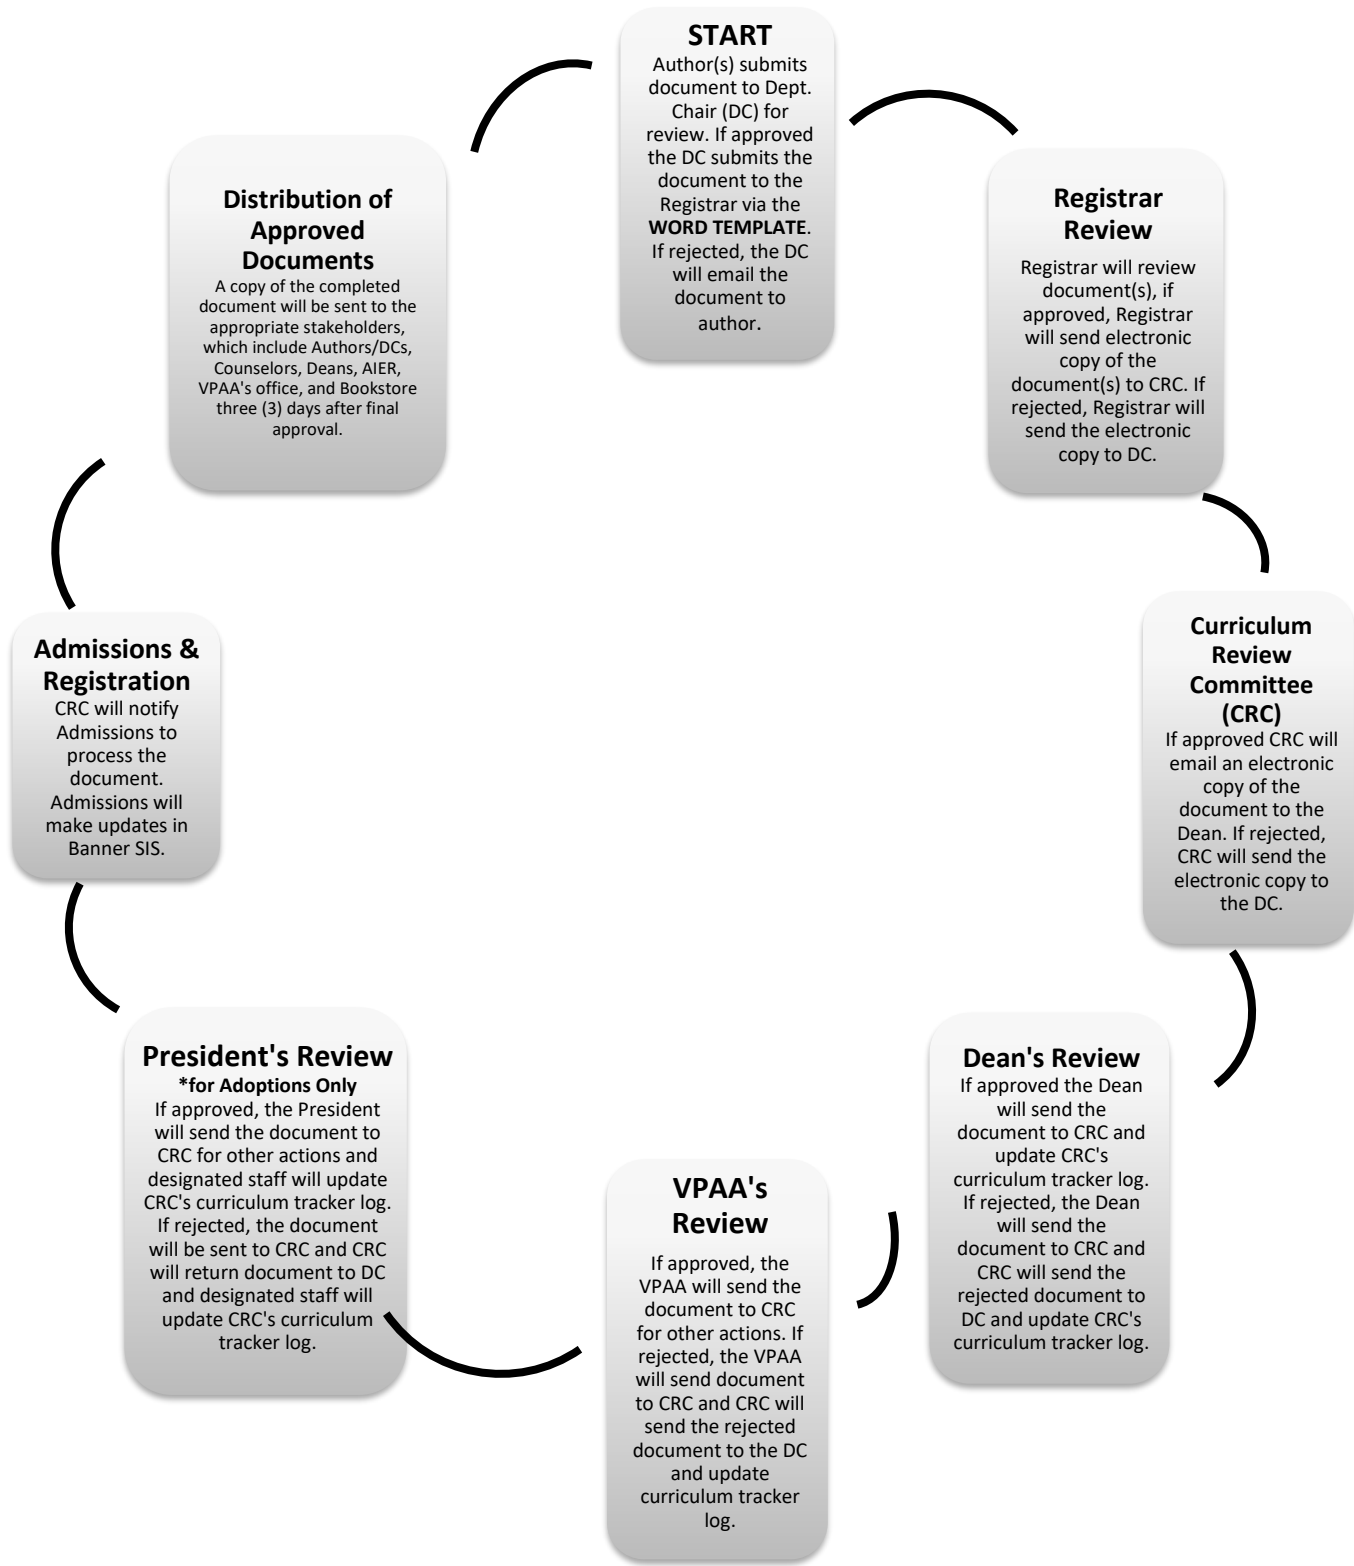 START
Author(s) submits
document to Dept.
Chair (DC) for
review. If approved
the DC submits the
document to the
Registrar via the
WORD TEMPLATE.
If rejected, the DC
will email the
document to
author.
Registrar
Review
Registrar will review
document(s), if
approved, Registrar
will send electronic
copy of the
document(s) to CRC. If
rejected, Registrar will
send the electronic
copy to DC.
Curriculum
Review
Committee
(CRC)
If approved CRC will
email an electronic
copy of the
document to the
Dean. If rejected,
CRC will send the
electronic copy to
the DC.
Dean's Review
If approved the Dean
will send the
document to CRC and
update CRC's
curriculum tracker log.
If rejected, the Dean
will send the
document to CRC and
CRC will send the
rejected document to
DC and update CRC's
curriculum tracker log.
VPAA's
Review
If approved, the
VPAA will send the
document to CRC
for other actions. If
rejected, the VPAA
will send document
to CRC and CRC will
send the rejected
document to the DC
and update
curriculum tracker
log.
President's Review
*for Adoptions Only
If approved, the President
will send the document to
CRC for other actions and
designated staff will update
CRC's curriculum tracker log.
If rejected, the document
will be sent to CRC and CRC
will return document to DC
and designated staff will
update CRC's curriculum
tracker log.
Admissions &
Registration
CRC will notify
Admissions to
process the
document.
Admissions will
make updates in
Banner SIS.
Distribution of
Approved
Documents
A copy of the completed
document will be sent to the
appropriate stakeholders,
which include Authors/DCs,
Counselors, Deans, AIER,
VPAA's office, and Bookstore
three (3) days after final
approval.